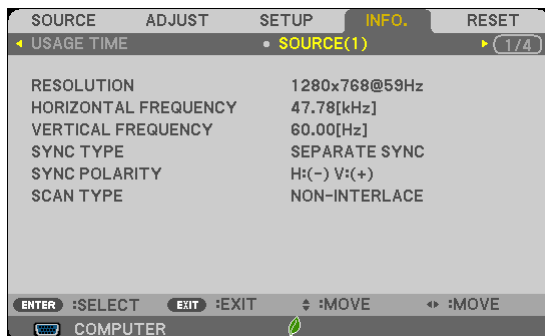 SOURCE ADJUST SETUP INFO. RESET
USAGE TIME SOURCE(1) 1/4
RESOLUTION 1280x768@59Hz
HORIZONTAL FREQUENCY 47.78[kHz]
VERTICAL FREQUENCY 60.00[Hz]
SYNC TYPE SEPARATE SYNC
SYNC POLARITY H:(-) V:(+)
SCAN TYPE NON-INTERLACE
ENTER :SELECT EXIT :EXIT :MOVE :MOVE
COMPUTER